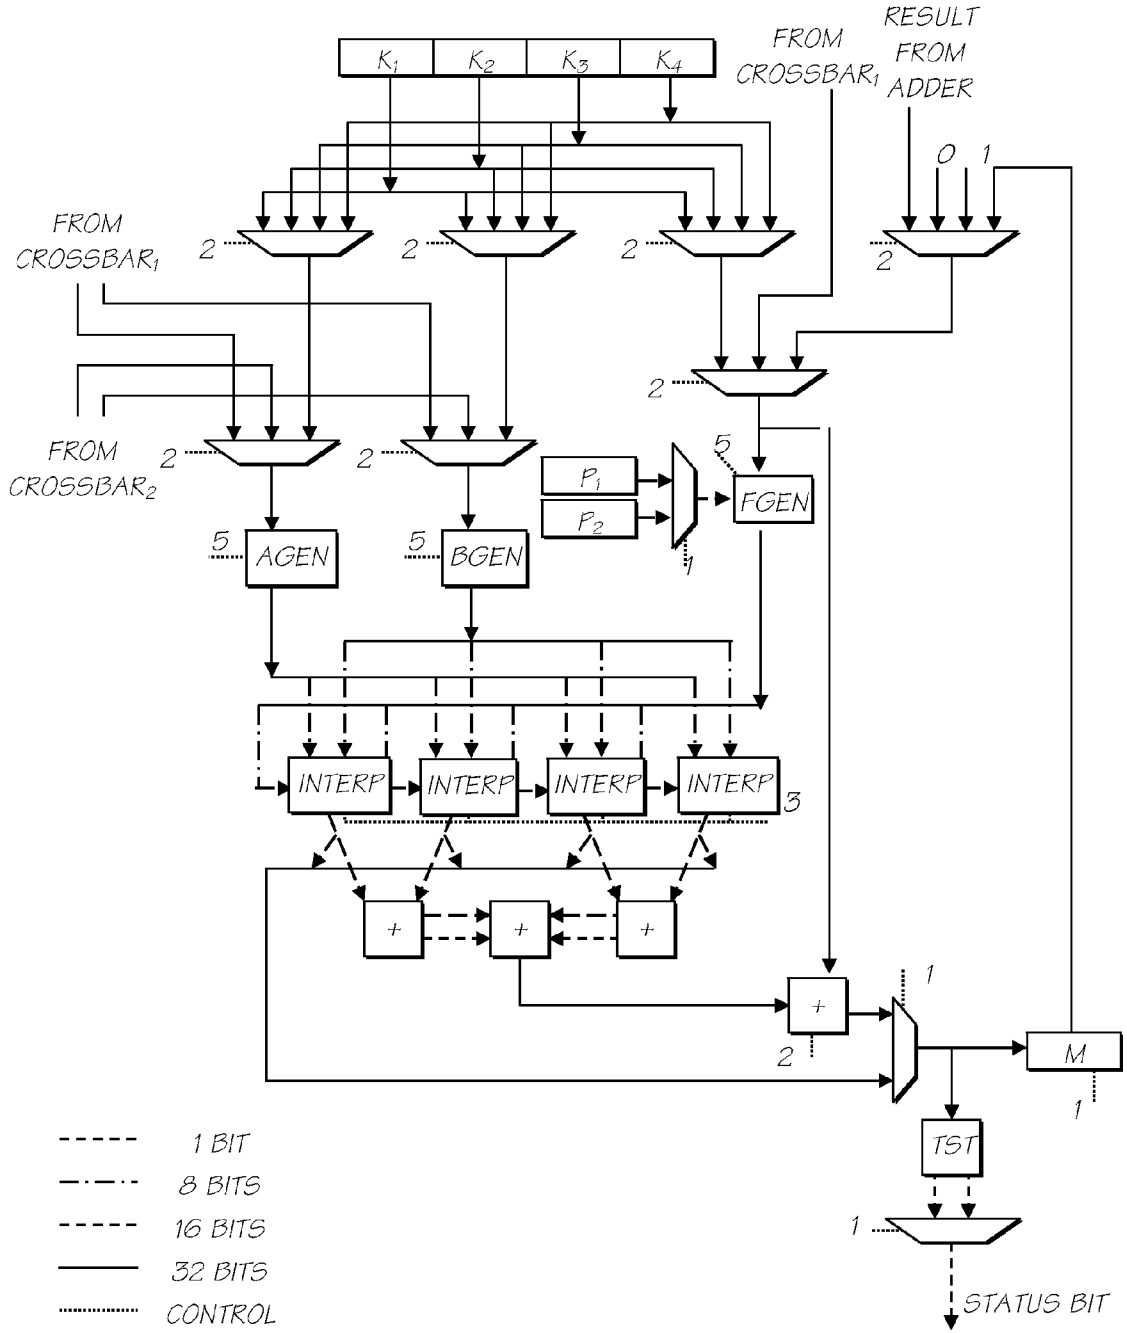 RESULT
FROM
ADDER
FROM
CROSSBAR1
K1 K2 K3 K4
0 1
FROM
CROSSBAR1
2 2 2 2
2
FROM
CROSSBAR2
2 2
P1
P2
1
5
FGEN
5 AGEN
5 BGEN
INTERP INTERP INTERP INTERP 3
+ + +
+
2
1
M
1
TST
1
STATUS BIT
1 BIT
8 BITS
16 BITS
32 BITS
CONTROL